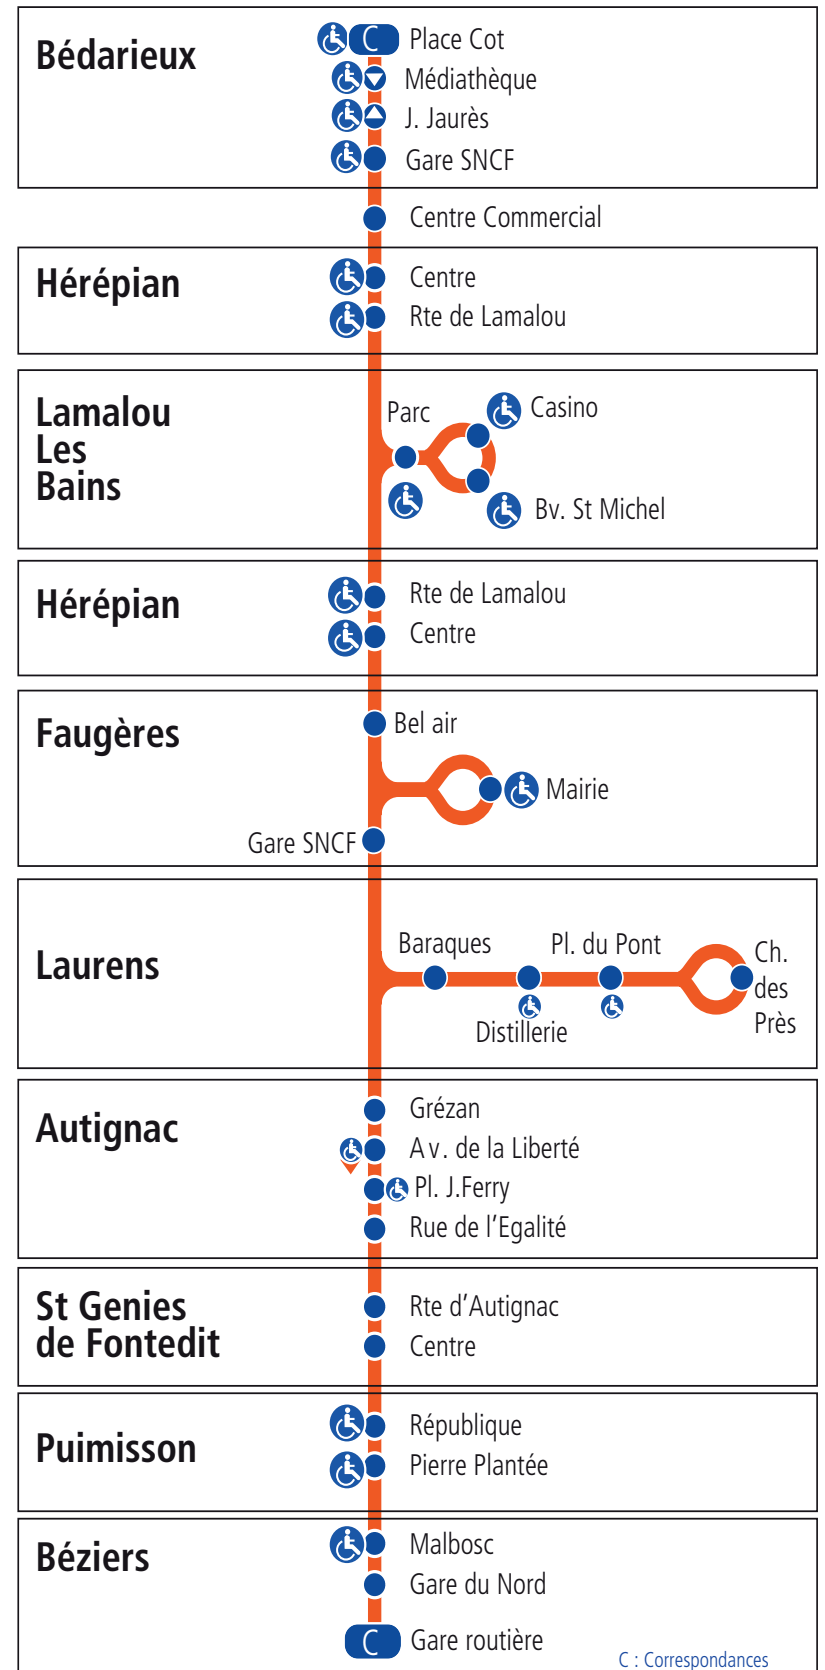 Bédarieux
C Place Cot
Médiathèque
J. Jaurès
Gare SNCF
Centre Commercial
Hérépian
Centre
Rte de Lamalou
Lamalou
Les
Bains
Parc
Casino
Bv. St Michel
Hérépian
Rte de Lamalou
Centre
Faugères
Bel air
Mairie
Gare SNCF
Laurens
Baraques
Distillerie
Pl. du Pont
Ch.
des
Près
Autignac
Grézan
Av. de la Liberté
Pl. J.Ferry
Rue de l'Egalité
St Genies
de Fontedit
Rte d'Autignac
Centre
Puimisson
République
Pierre Plantée
Béziers
Malbosc
Gare du Nord
C Gare routière
C : Correspondances